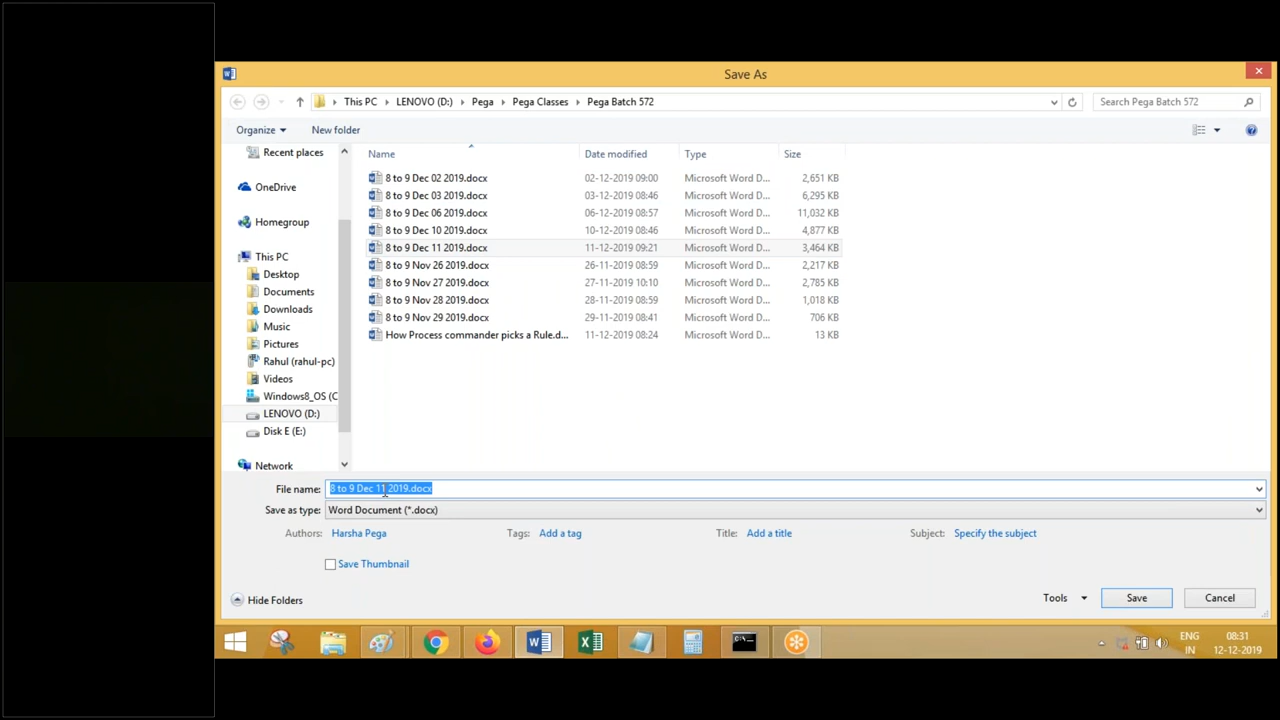 Save As
This PC LENOVO (D:) Pega Pega Classes Pega Batch 572
Search Pega Batch 572
Organize New folder
Name Date modified Type Size
Recent places
OneDrive
Homegroup
This PC
Desktop
Documents
Downloads
Music
Pictures
Rahul (rahul-pc)
Videos
Windows8_OS (C
LENOVO (D:)
Disk E (E:)
Network
8 to 9 Dec 02 2019.docx 02-12-2019 09:00 Microsoft Word D... 2,651 KB
8 to 9 Dec 03 2019.docx 03-12-2019 08:46 Microsoft Word D... 6,295 KB
8 to 9 Dec 06 2019.docx 06-12-2019 08:57 Microsoft Word D... 11,032 KB
8 to 9 Dec 10 2019.docx 10-12-2019 08:46 Microsoft Word D... 4,877 KB
8 to 9 Dec 11 2019.docx 11-12-2019 09:21 Microsoft Word D... 3,464 KB
8 to 9 Nov 26 2019.docx 26-11-2019 08:59 Microsoft Word D... 2,217 KB
8 to 9 Nov 27 2019.docx 27-11-2019 10:10 Microsoft Word D... 2,785 KB
8 to 9 Nov 28 2019.docx 28-11-2019 08:59 Microsoft Word D... 1,018 KB
8 to 9 Nov 29 2019.docx 29-11-2019 08:41 Microsoft Word D... 706 KB
How Process commander picks a Rule.d... 11-12-2019 08:24 Microsoft Word D... 13 KB
File name: 8 to 9 Dec 11 2019.docx
Save as type: Word Document (*.docx)
Authors: Harsha Pega Tags: Add a tag Title: Add a title Subject: Specify the subject
Save Thumbnail
Hide Folders Tools Save Cancel
ENG 08:31
IN 12-12-2019